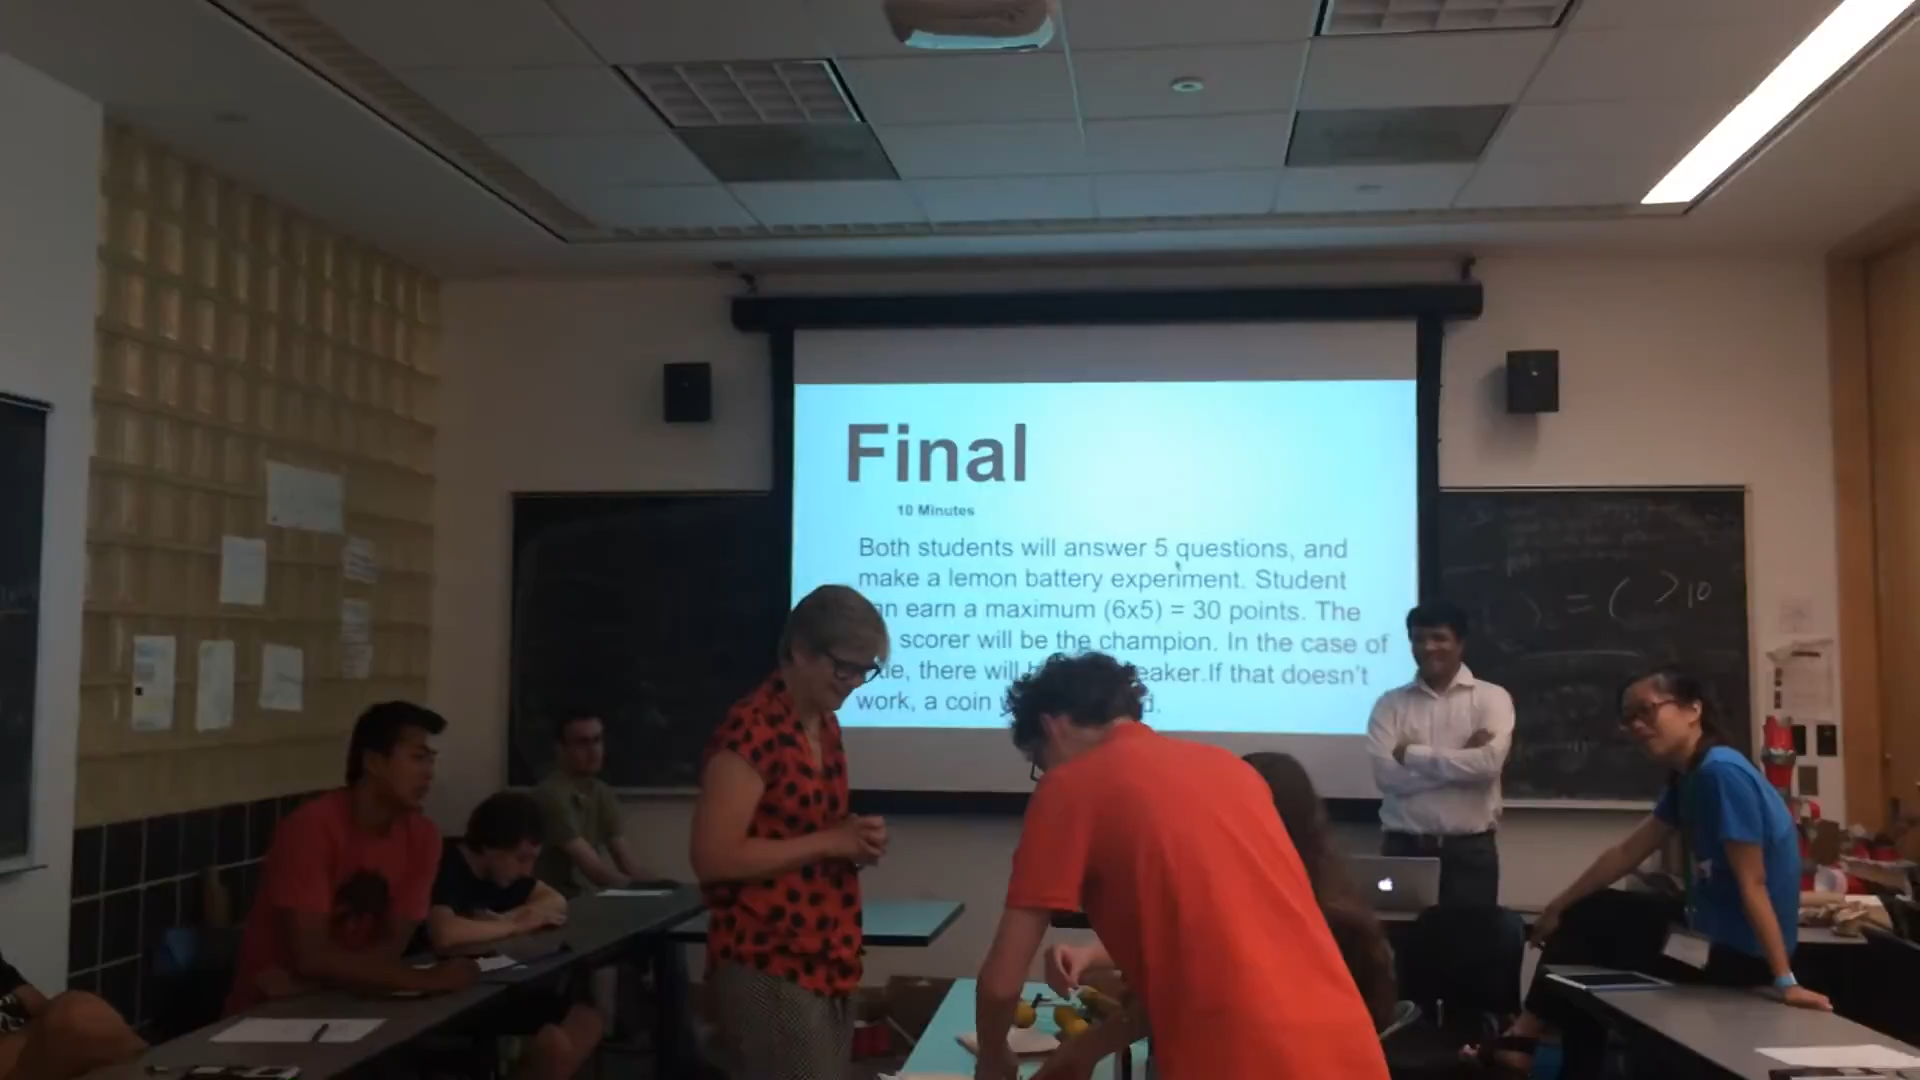 Final
10 Minutes
Both students will answer 5 questions, and
make a lemon battery experiment. Student
earn a maximum (6x5) = 30 points. The
scorer will be the champion. In the case of
there will
If that doesn't
work, a coin
= ( )10